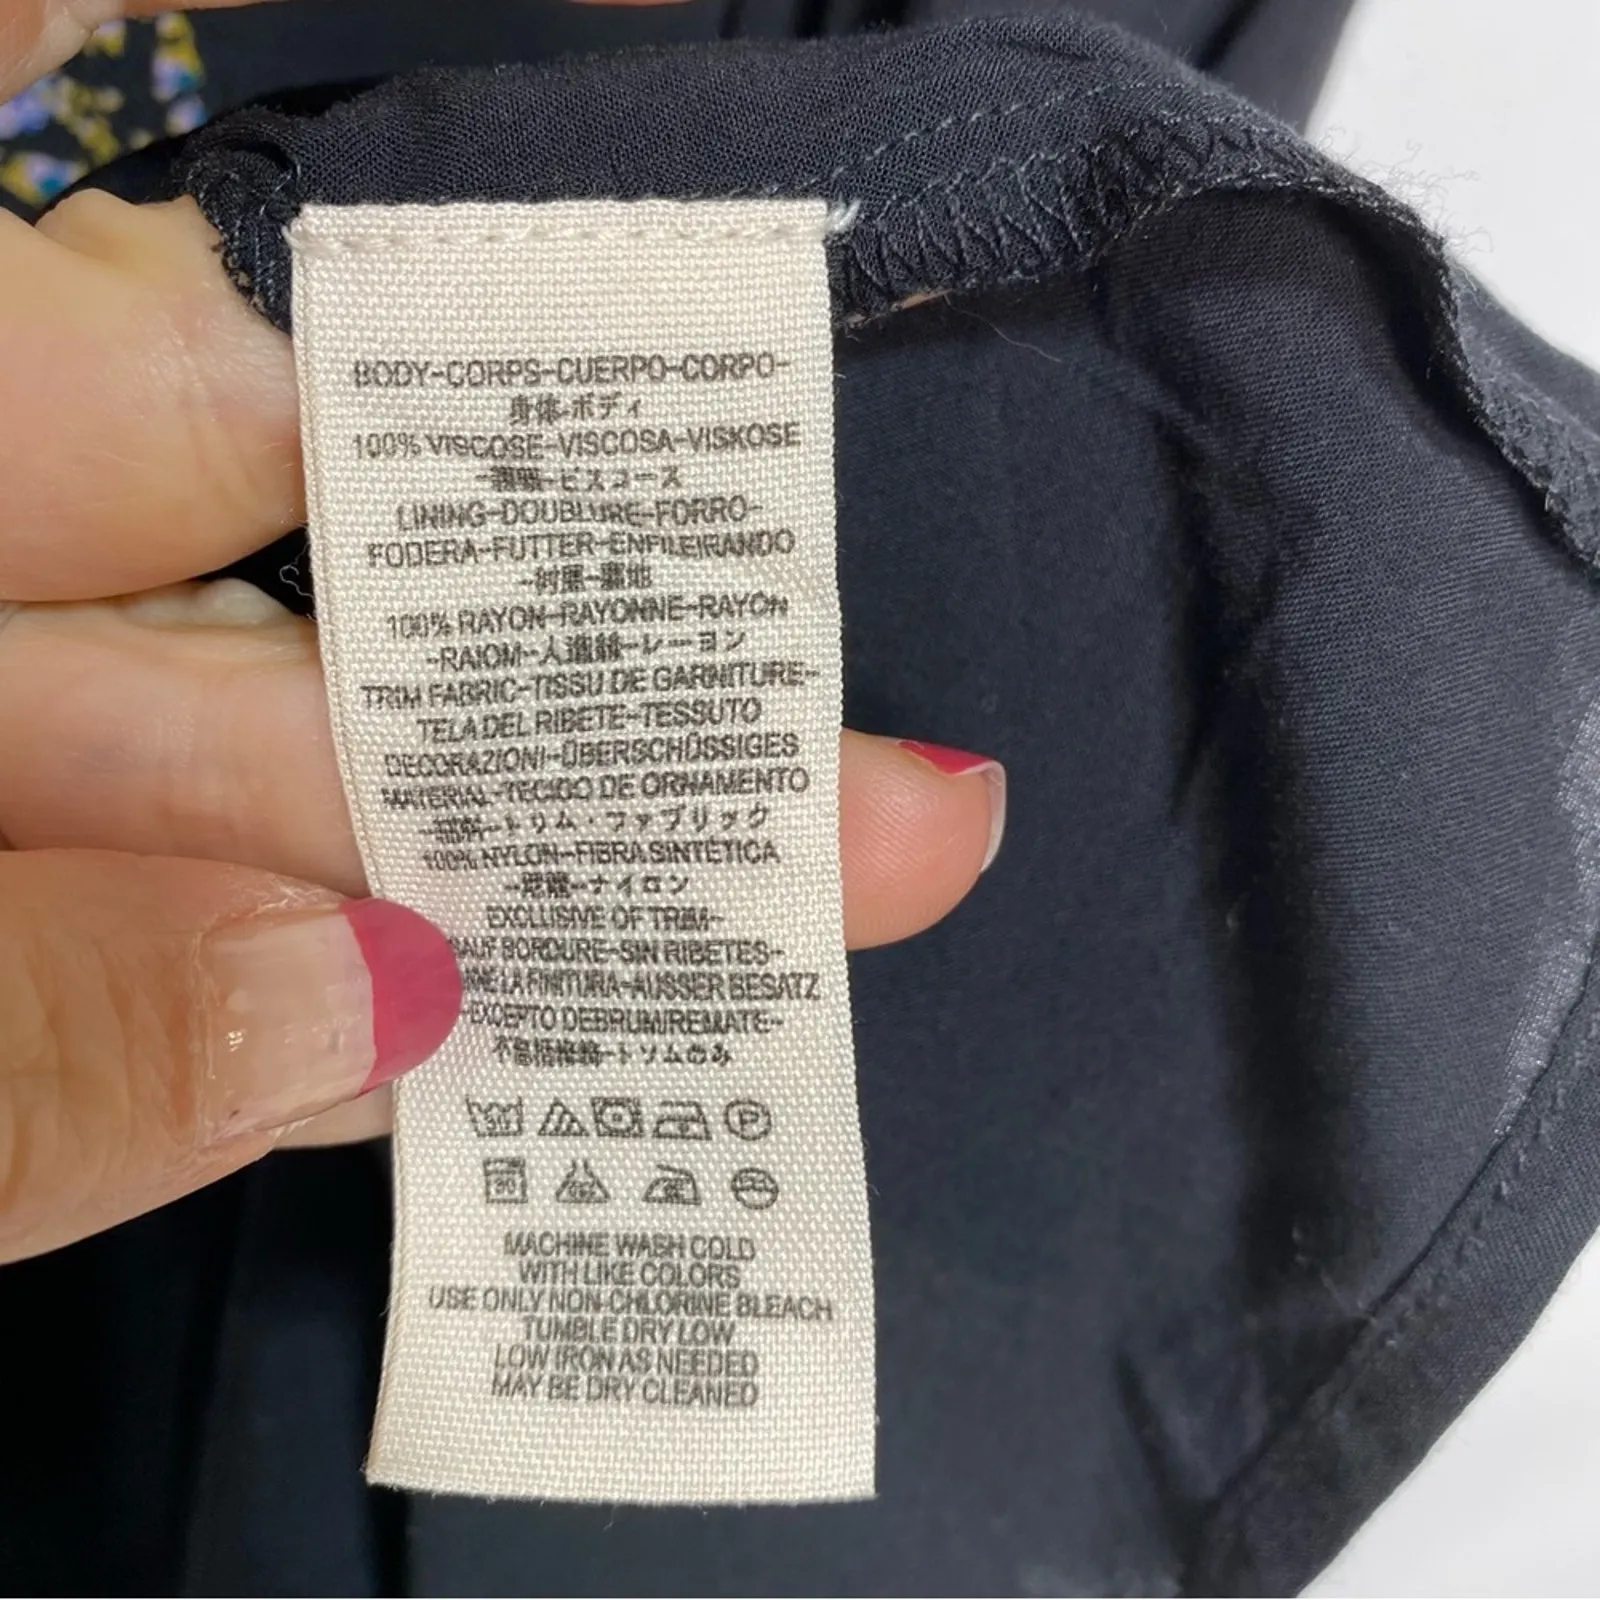 BODY-CORPS-CUERPO-CORPO-
身体-ボディ
100% VISCOSE-VISCOSA-VISKOSE
ビスコース
LINING-DOUBLURE-FORRO-
FODERA-FUTTER-ENFILEIRANDO
100% RAYON-RAYONNE-RAYON
-RAIOM-人造絲-レーヨン
TRIM FABRIC-TISSU DE GARNITURE-
TELA DEL RIBETE-TESSUTO
DECORAZIONI-ÜBERSCHÜSSIGES
MATERIAL-TECIDO DE ORNAMENTO
トリム・ファブリック
100% NYLON-FIBRA SINTÉTICA
ナイロン
EXCLUSIVE OF TRIM-
SAUF BORDURE-SIN RIBETES-
LA FINITURA-AUSSER BESATZ
-EXCEPTO DEBRUM/REMATE-
トリムのみ
30
P
30
MACHINE WASH COLD
WITH LIKE COLORS
USE ONLY NON-CHLORINE BLEACH
TUMBLE DRY LOW
LOW IRON AS NEEDED
MAY BE DRY CLEANED